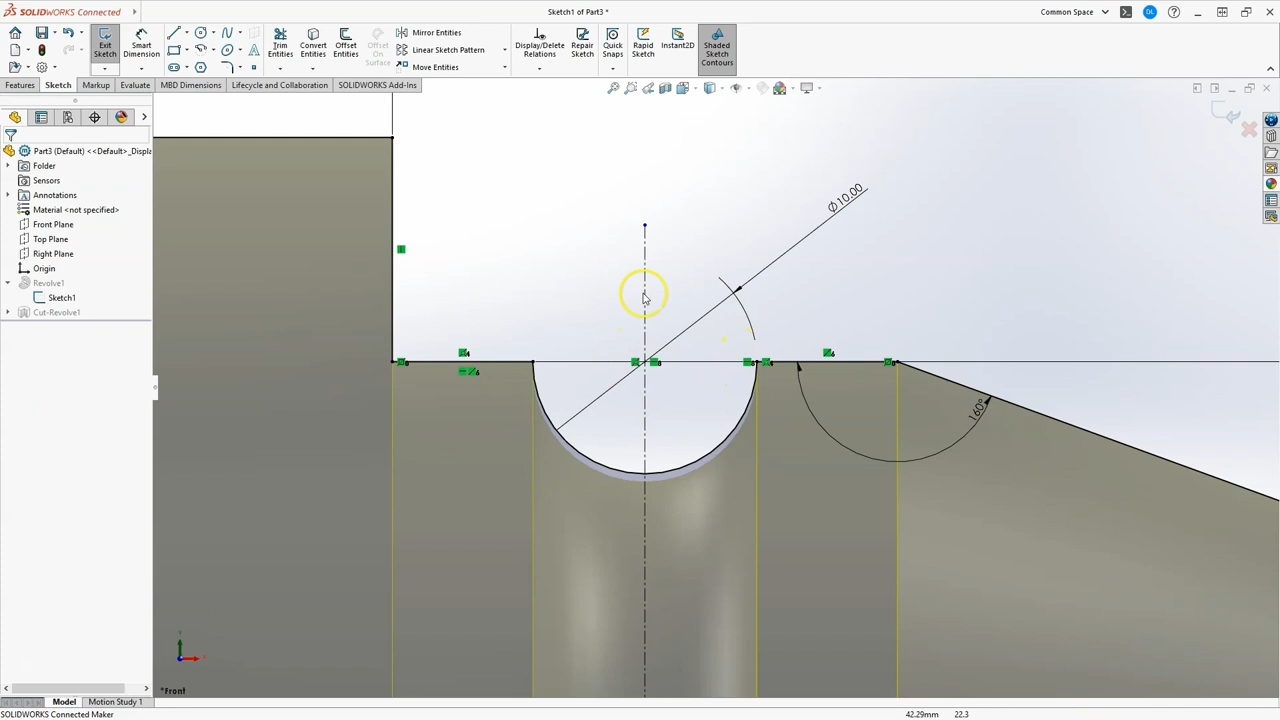 SOLIDWORKS Connected
Sketch1 of Part3 *
Common Space
DL
Exit Sketch
Smart Dimension
Trim Entities
Convert Entities
Offset Entities
Offset On Surface
Mirror Entities
Linear Sketch Pattern
Move Entities
Display/Delete Relations
Repair Sketch
Quick Snaps
Rapid Sketch
Instant2D
Shaded Sketch Contours
Features
Sketch
Markup
Evaluate
MBD Dimensions
Lifecycle and Collaboration
SOLIDWORKS Add-Ins
Part3 (Default) <<Default>_Displa
Folder
Sensors
Annotations
Material <not specified>
Front Plane
Top Plane
Right Plane
Origin
Revolve1
Sketch1
Cut-Revolve1
Ø10.00
160°
*Front
Model
Motion Study 1
SOLIDWORKS Connected Maker
42.29mm
22.3